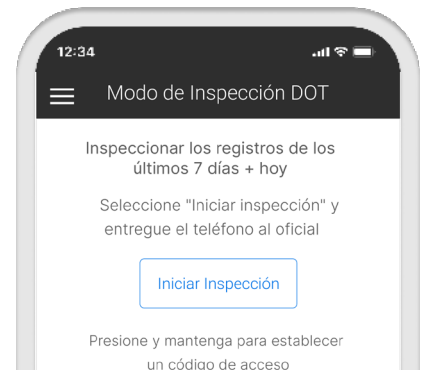 12:34
Modo de Inspección DOT
Inspeccionar los registros de los
últimos 7 días + hoy
Seleccione "Iniciar inspección" y
entregue el teléfono al oficial
Iniciar Inspección
Presione y mantenga para establecer
un código de acceso